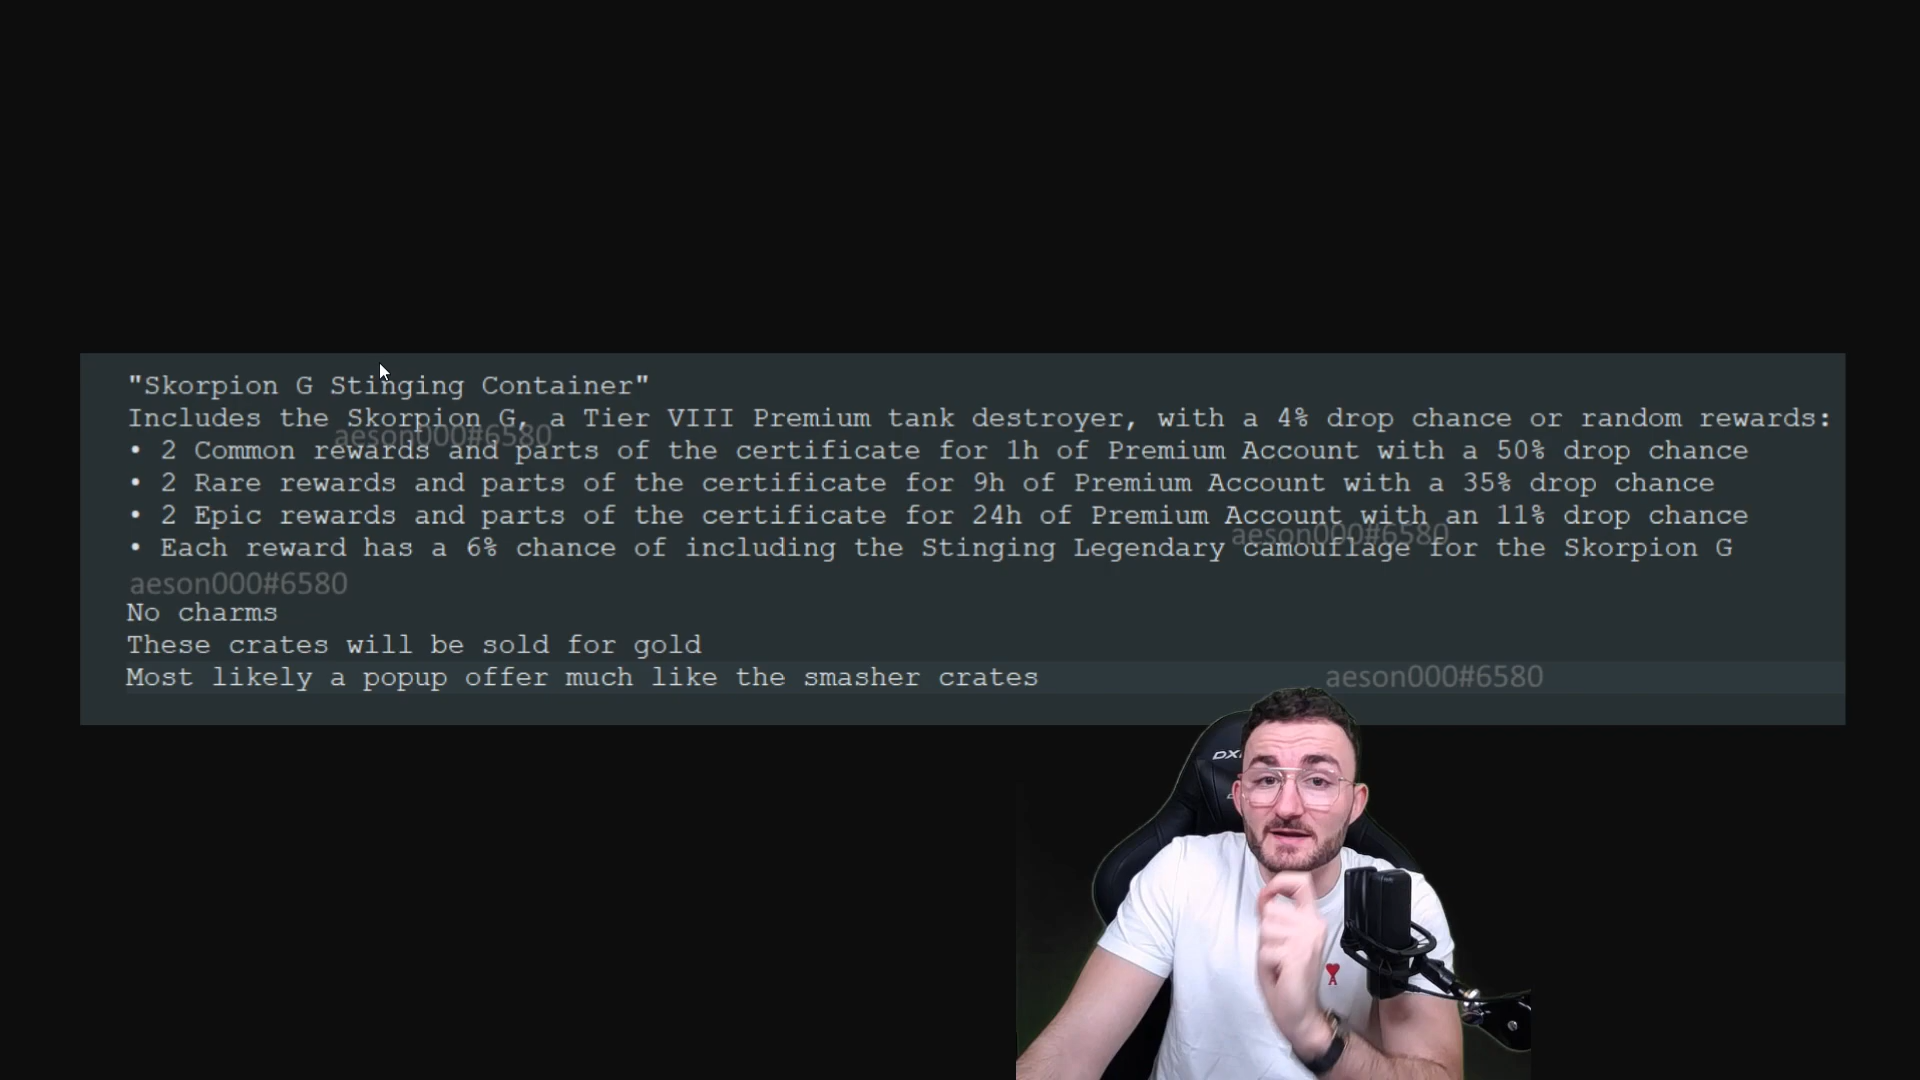 "Skorpion G Stinging Container"
Includes the Skorpion G, a Tier VIII Premium tank destroyer, with a 4% drop chance or random rewards:
aeson000#6580
• 2 Common rewards and parts of the certificate for 1h of Premium Account with a 50% drop chance
• 2 Rare rewards and parts of the certificate for 9h of Premium Account with a 35% drop chance
• 2 Epic rewards and parts of the certificate for 24h of Premium Account with an 11% drop chance
aeson000#6580
• Each reward has a 6% chance of including the Stinging Legendary camouflage for the Skorpion G
aeson000#6580
No charms
These crates will be sold for gold
Most likely a popup offer much like the smasher crates
aeson000#6580